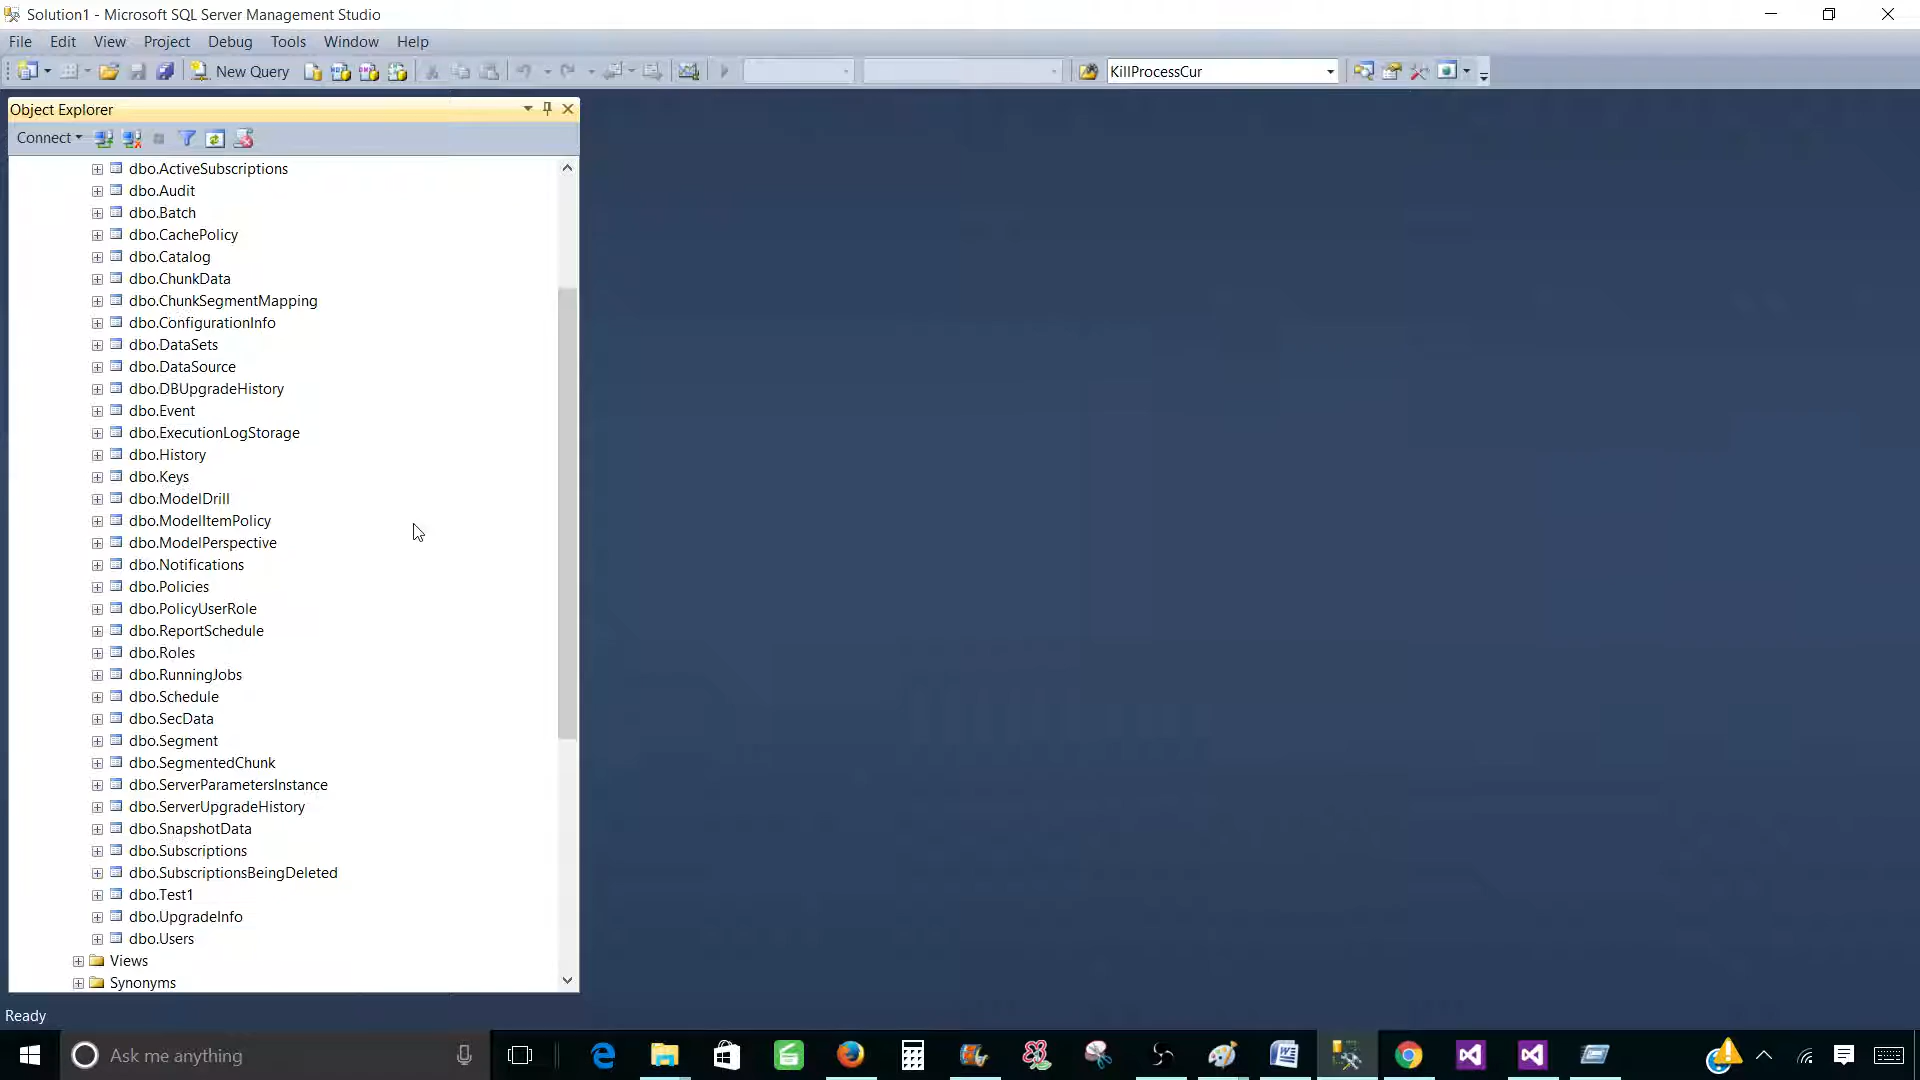 Solution1 - Microsoft SQL Server Management Studio
File Edit View Project Debug Tools Window Help
New Query KillProcessCur
Object Explorer
Connect
dbo.ActiveSubscriptions
dbo.Audit
dbo.Batch
dbo.CachePolicy
dbo.Catalog
dbo.ChunkData
dbo.ChunkSegmentMapping
dbo.ConfigurationInfo
dbo.DataSets
dbo.DataSource
dbo.DBUpgradeHistory
dbo.Event
dbo.ExecutionLogStorage
dbo.History
dbo.Keys
dbo.ModelDrill
dbo.ModelItemPolicy
dbo.ModelPerspective
dbo.Notifications
dbo.Policies
dbo.PolicyUserRole
dbo.ReportSchedule
dbo.Roles
dbo.RunningJobs
dbo.Schedule
dbo.SecData
dbo.Segment
dbo.SegmentedChunk
dbo.ServerParametersInstance
dbo.ServerUpgradeHistory
dbo.SnapshotData
dbo.Subscriptions
dbo.SubscriptionsBeingDeleted
dbo.Test1
dbo.UpgradeInfo
dbo.Users
Views
Synonyms
Ready
Ask me anything